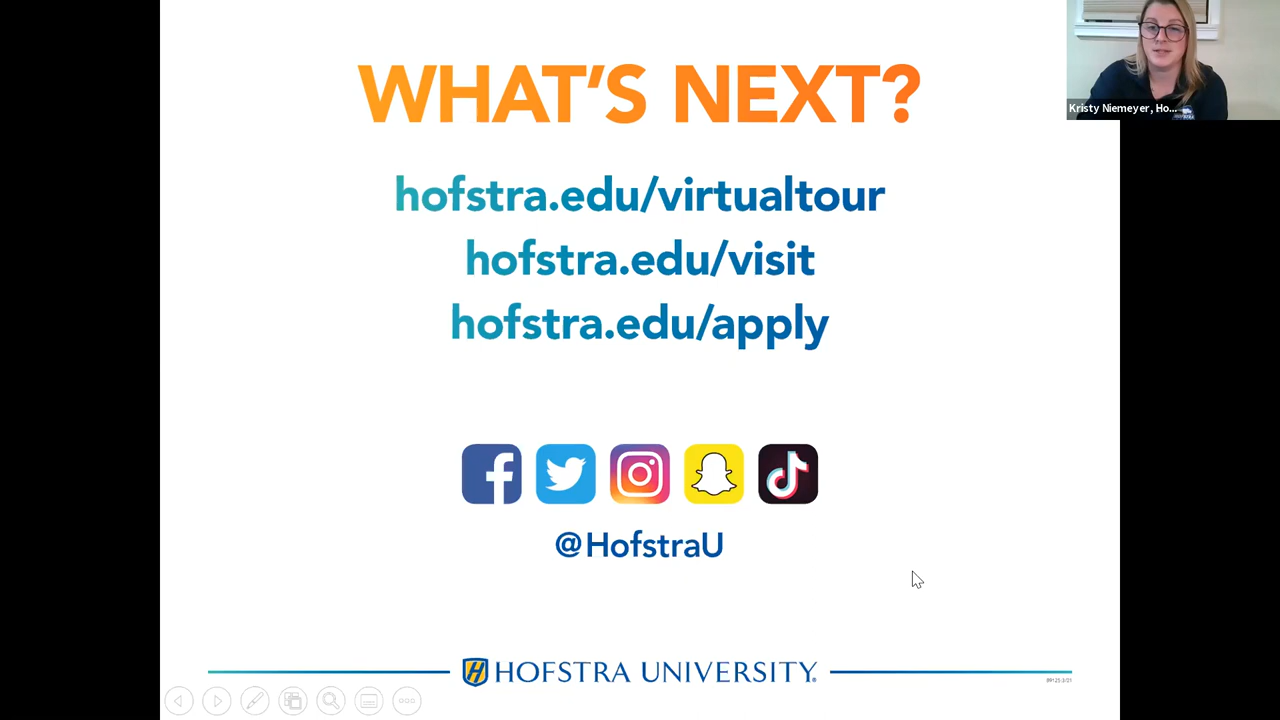 WHAT'S NEXT?
hofstra.edu/virtualtour
hofstra.edu/visit
hofstra.edu/apply
@HofstraU
HOFSTRA UNIVERSITY®
Kristy Niemeyer, Ho...